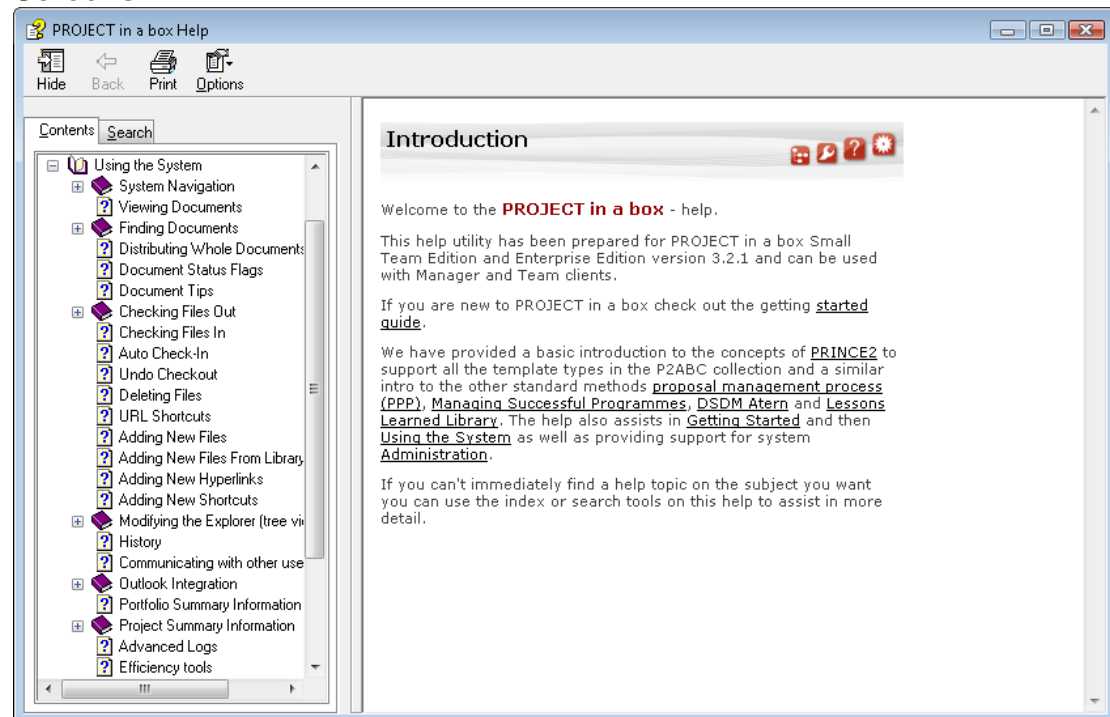 PROJECT in a box Help
Hide Back Print Options
Contents Search
Using the System
System Navigation
Viewing Documents
Finding Documents
Distributing Whole Documents
Document Status Flags
Document Tips
Checking Files Out
Checking Files In
Auto Check-In
Undo Checkout
Deleting Files
URL Shortcuts
Adding New Files
Adding New Files From Library
Adding New Hyperlinks
Adding New Shortcuts
Modifying the Explorer (tree vi
History
Communicating with other use
Outlook Integration
Portfolio Summary Information
Project Summary Information
Advanced Logs
Efficiency tools
Introduction
Welcome to the PROJECT in a box - help.
This help utility has been prepared for PROJECT in a box Small
Team Edition and Enterprise Edition version 3.2.1 and can be used
with Manager and Team clients.
If you are new to PROJECT in a box check out the getting started
guide.
We have provided a basic introduction to the concepts of PRINCE2 to
support all the template types in the P2ABC collection and a similar
intro to the other standard methods proposal management process
(PPP), Managing Successful Programmes, DSDM Atern and Lessons
Learned Library. The help also assists in Getting Started and then
Using the System as well as providing support for system
Administration.
If you can't immediately find a help topic on the subject you want
you can use the index or search tools on this help to assist in more
detail.